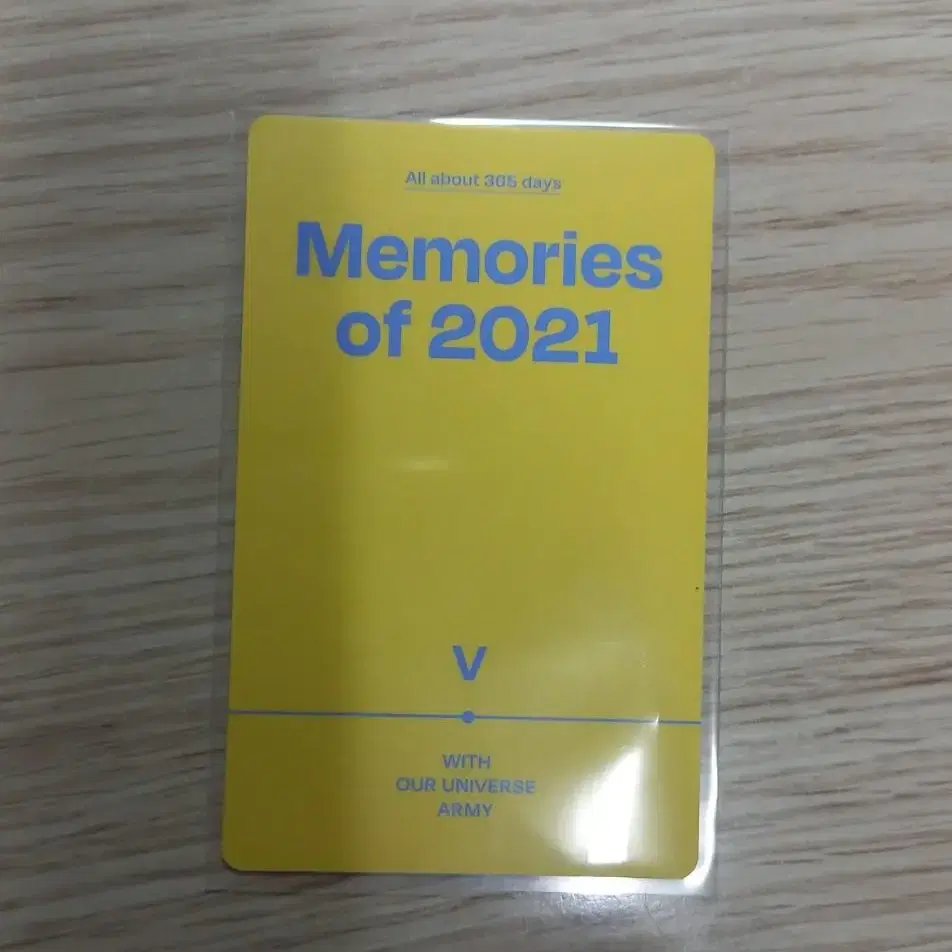 All about 365 days
Memories
of 2021
V
WITH
OUR UNIVERSE
ARMY